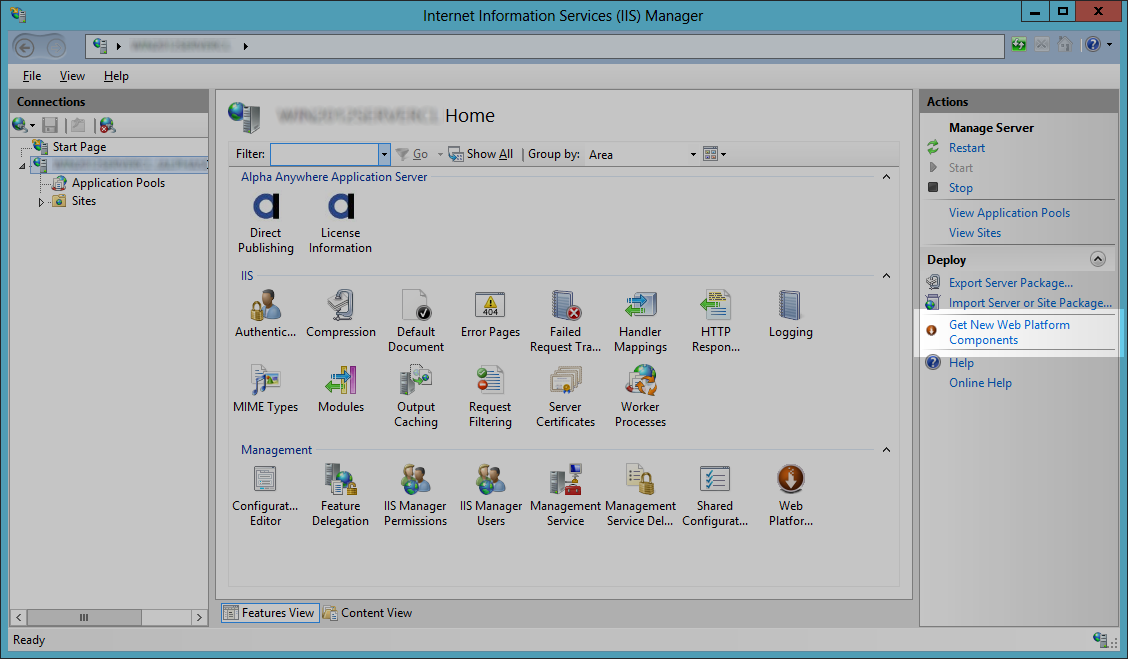 Internet Information Services (IIS) Manager
File View Help
Connections
Start Page
Application Pools
Sites
Home
Filter: Go Show All Group by: Area
Alpha Anywhere Application Server
Direct
Publishing
License
Information
IIS
Authentic...
Compression
Default
Document
Error Pages
404
Failed
Request Tra...
Handler
Mappings
HTTP
Respon...
Logging
MIME Types
Modules
Output
Caching
Request
Filtering
Server
Certificates
Worker
Processes
Management
Configurat...
Editor
Feature
Delegation
IIS Manager
Permissions
IIS Manager
Users
Management
Service
Management
Service Del...
Shared
Configurat...
Web
Platfor...
Features View Content View
Actions
Manage Server
Restart
Start
Stop
View Application Pools
View Sites
Deploy
Export Server Package...
Import Server or Site Package...
Get New Web Platform
Components
Help
Online Help
Ready